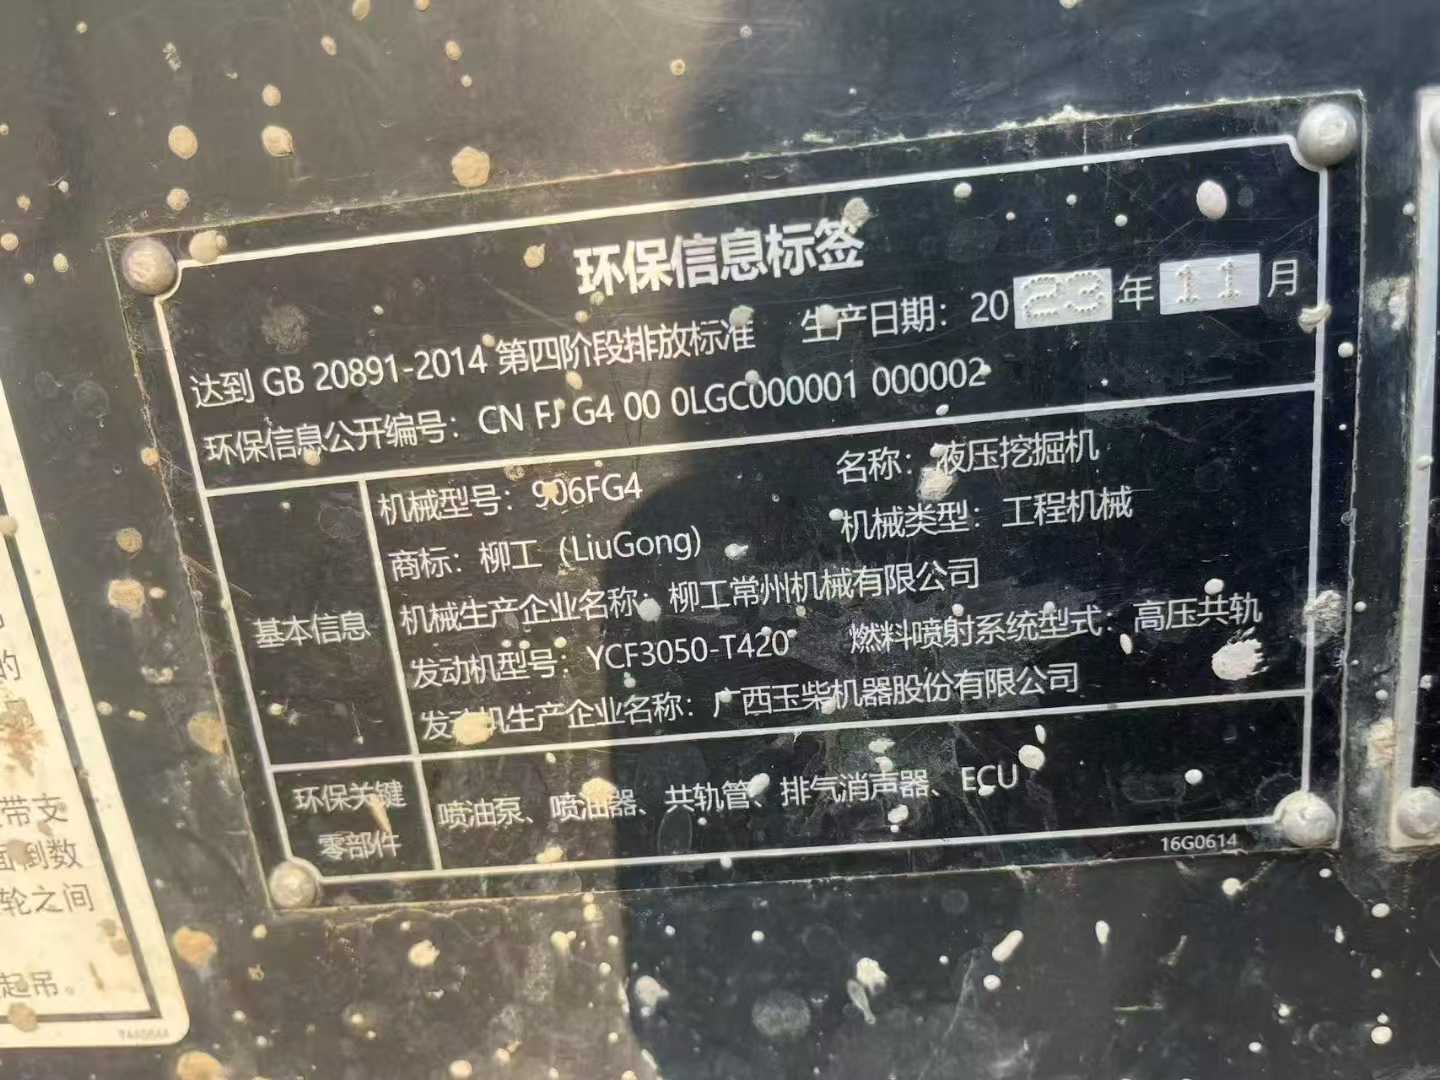 环保信息标签
达到 GB 20891-2014 第四阶段排放标准 生产日期：2023年11月
环保信息公开编号：CN FJ G4 00 0LGC000001 000002
基本信息
机械型号：906FG4 名称：液压挖掘机
商标：柳工（LiuGong) 机械类型：工程机械
机械生产企业名称：柳工常州机械有限公司
发动机型号：YCF3050-T420 燃料喷射系统型式：高压共轨
发动机生产企业名称：广西玉柴机器股份有限公司
环保关键
零部件
喷油泵、喷油器、共轨管、排气消声器、ECU
16G0614
的
带支
面倒数
轮之间
起吊。